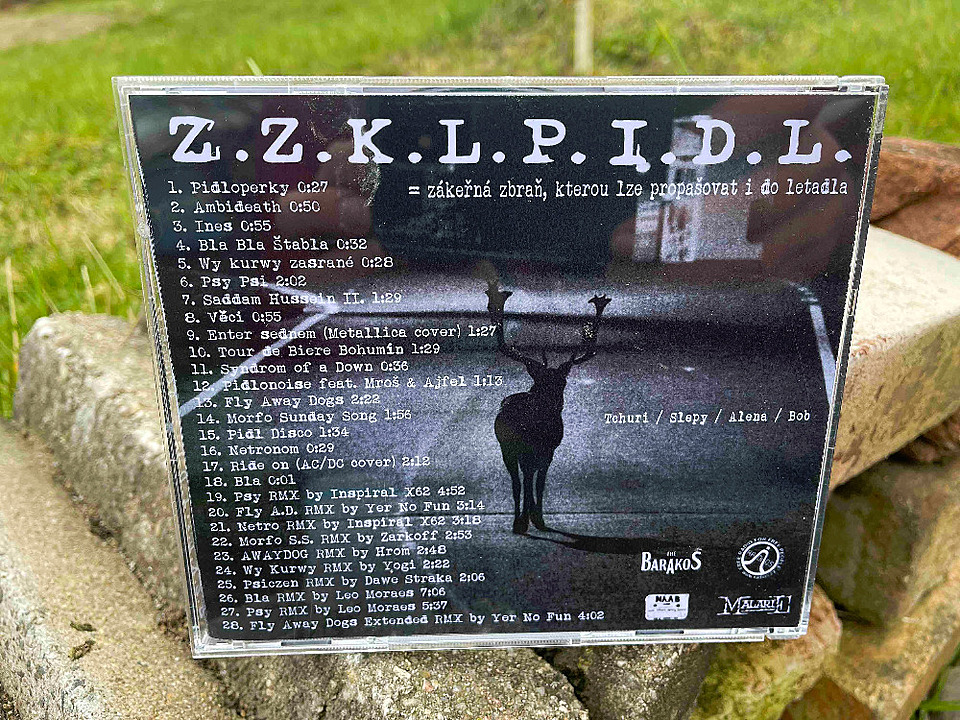 Z.Z.K.L.P.I.D.L.
= zákeřná zbraň, kterou lze propašovat i do letadla
1. Pidloperky 0:27
2. Ambideath 0:50
3. Ines 0:55
4. Bla Bla Štabla 0:32
5. Wy kurwy zasrané 0:28
6. Psy Psi 2:02
7. Saddam Hussein II. 1:29
8. Věci 0:55
9. Enter sednem (Metallica cover) 1:27
10. Tour de Biere Bohumín 1:29
11. Syndrom of a Down 0:36
12. Pidlonoise feat. Mroš & Ajfel 1:13
13. Fly Away Dogs 2:22
14. Morfo Sunday Song 1:56
15. Pidl Disco 1:34
16. Netronom 0:29
17. Ride on (AC/DC cover) 2:12
18. Bla 0:01
19. Psy RMX by Inspiral X62 4:52
20. Fly A.D. RMX by Yer No Fun 3:14
21. Netro RMX by Inspiral X62 3:18
22. Morfo S.S. RMX by Zarkoff 2:53
23. AWAYDOG RMX by Hrom 2:48
24. Wy Kurwy RMX by Yogi 2:22
25. Psiczen RMX by Dawe Straka 2:06
26. Bla RMX by Leo Moraes 7:06
27. Psy RMX by Leo Moraes 5:37
28. Fly Away Dogs Extended RMX by Yer No Fun 4:02
Tchuri / Slepy / Alena / Bob
THE BARÁKOŠ
NAAB
MALARIE